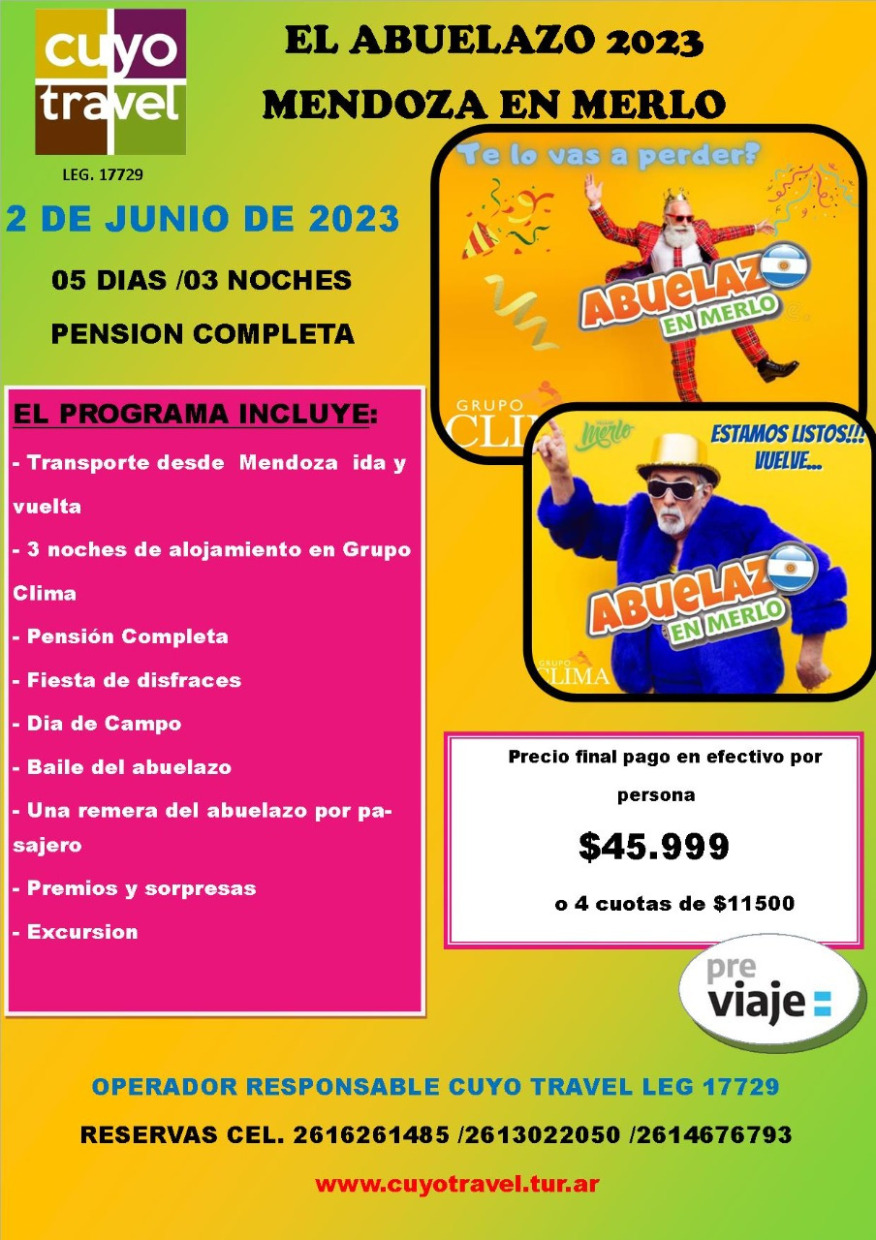 cuyo
travel
LEG. 17729
EL ABUELAZO 2023
MENDOZA EN MERLO
2 DE JUNIO DE 2023
05 DIAS /03 NOCHES
PENSION COMPLETA
Te lo vas a perder?
ABUELAZO
EN MERLO
GRUPO
CLI
Merlo
ESTAMOS LISTOS!!!
VUELVE...
ABUELAZO
EN MERLO
GRUPO
CLIMA
EL PROGRAMA INCLUYE:
- Transporte desde Mendoza ida y
vuelta
- 3 noches de alojamiento en Grupo
Clima
- Pensión Completa
- Fiesta de disfraces
- Dia de Campo
- Baile del abuelazo
- Una remera del abuelazo por pa-
sajero
- Premios y sorpresas
- Excursion
Precio final pago en efectivo por
persona
$45.999
o 4 cuotas de $11500
pre
viaje
OPERADOR RESPONSABLE CUYO TRAVEL LEG 17729
RESERVAS CEL. 2616261485 /2613022050 /2614676793
www.cuyotravel.tur.ar